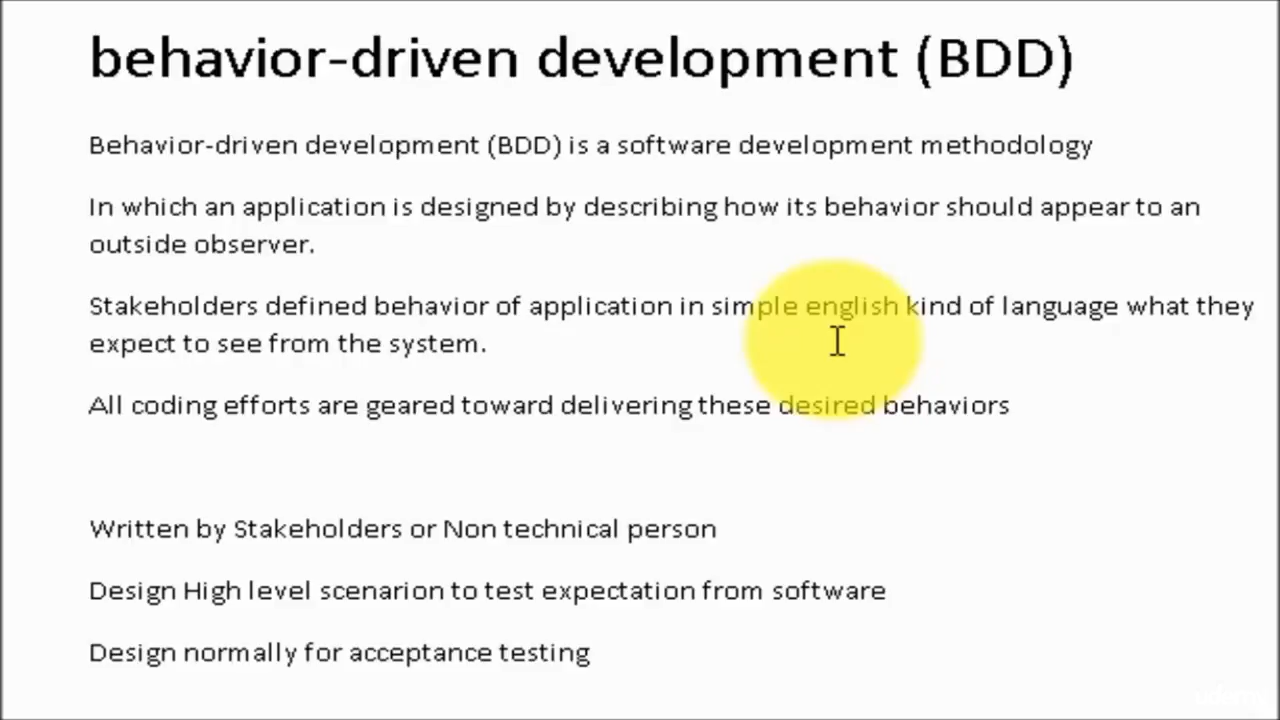 behavior-driven development (BDD)
Behavior-driven development (BDD) is a software development methodology
In which an application is designed by describing how its behavior should appear to an
outside observer.
Stakeholders defined behavior of application in simple english kind of language what they
expect to see from the system.
All coding efforts are geared toward delivering these desired behaviors
Written by Stakeholders or Non technical person
Design High level scenarion to test expectation from software
Design normally for acceptance testing